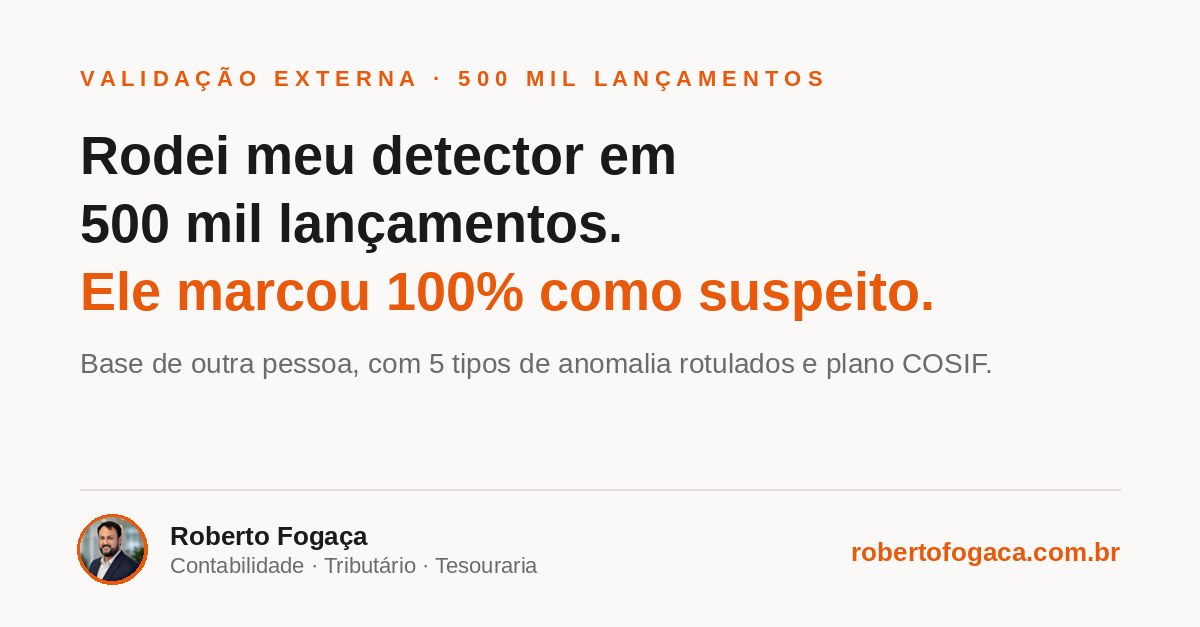 VALIDAÇÃO EXTERNA · 500 MIL LANÇAMENTOS
Rodei meu detector em
500 mil lançamentos.
Ele marcou 100% como suspeito.
Base de outra pessoa, com 5 tipos de anomalia rotulados e plano COSIF.
Roberto Fogaça
Contabilidade · Tributário · Tesouraria
robertofogaca.com.br